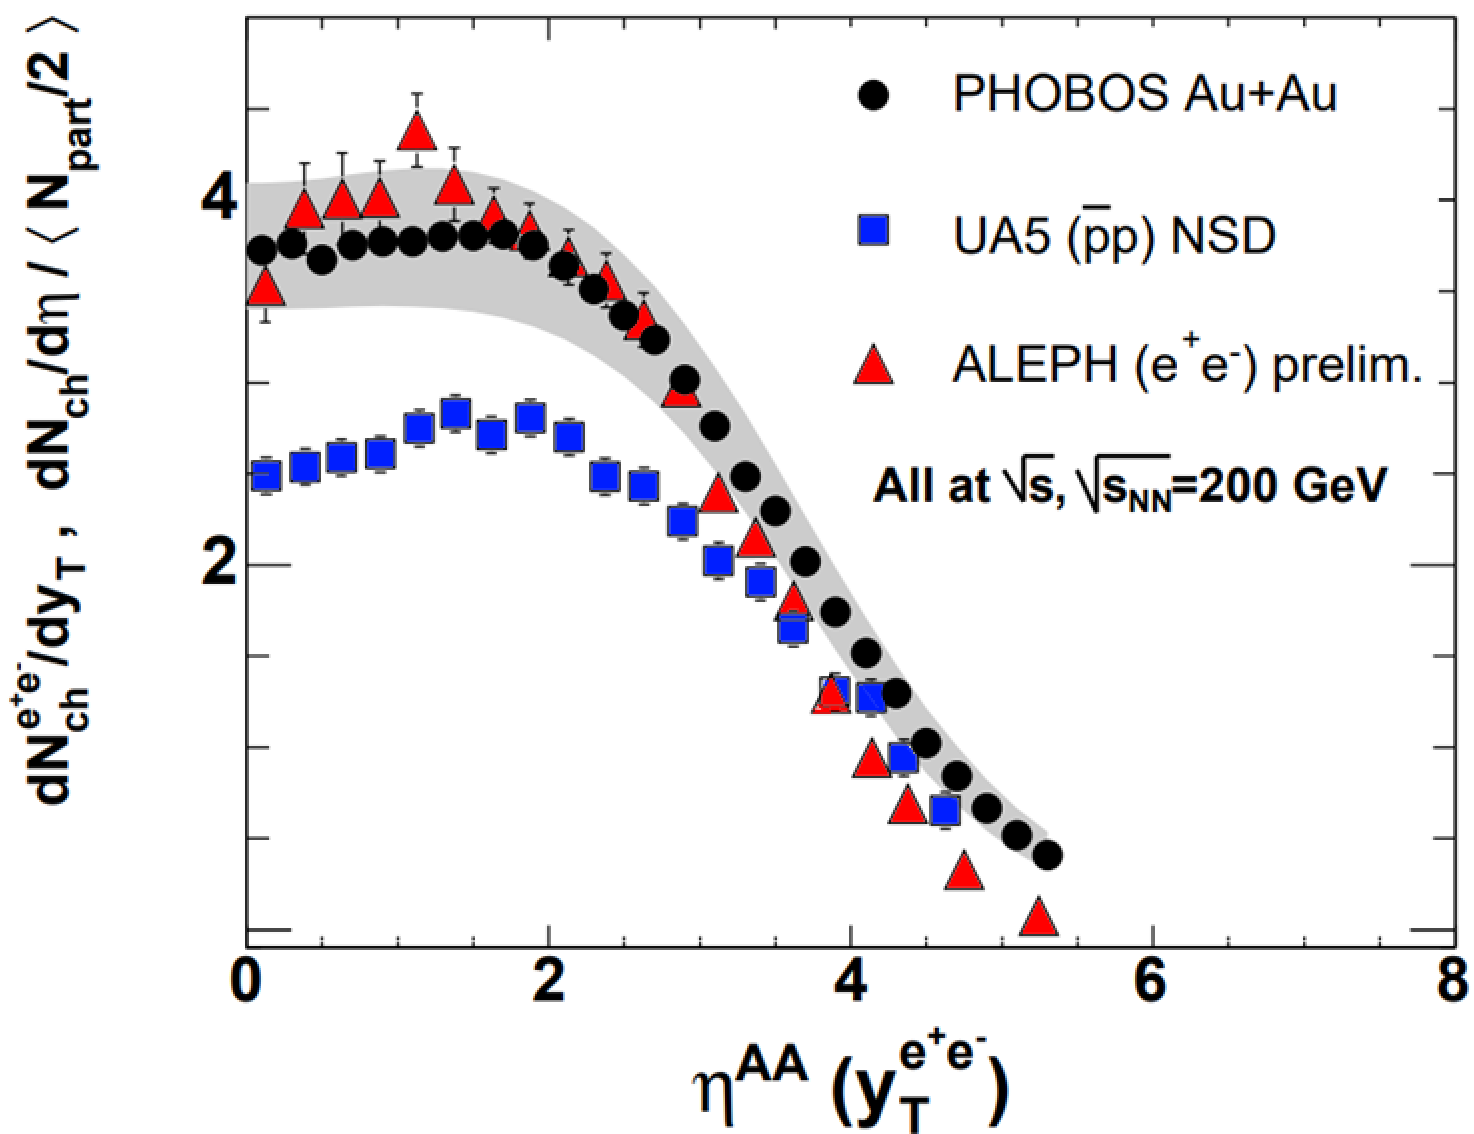 dN_ch^{e+e-}/dy_T , dN_ch/dη / ⟨ N_part/2 ⟩
4
2
PHOBOS Au+Au
UA5 (p̅p) NSD
ALEPH (e⁺e⁻) prelim.
All at √s, √s_NN=200 GeV
0 2 4 6 8
η^{AA} (y_T^{e+e-})